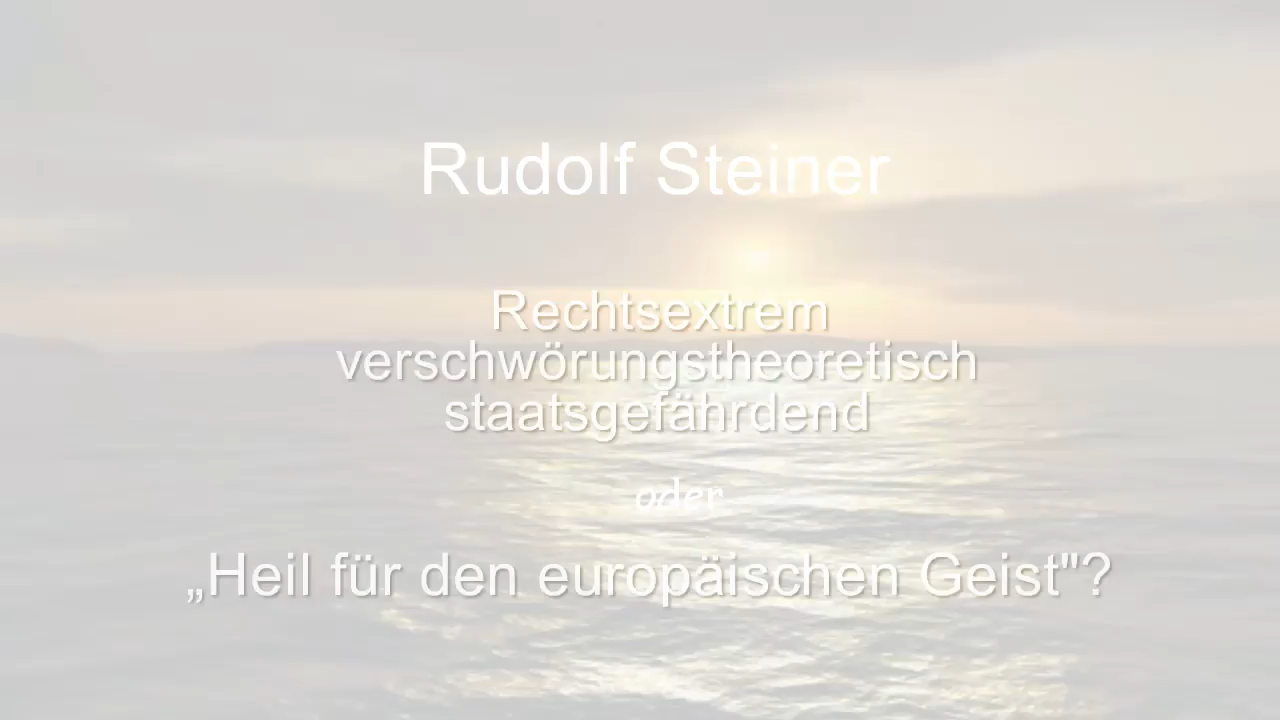 Rudolf Steiner
Rechtsextrem
verschwörungstheoretisch
staatsgefährdend
oder
„Heil für den europäischen Geist"?